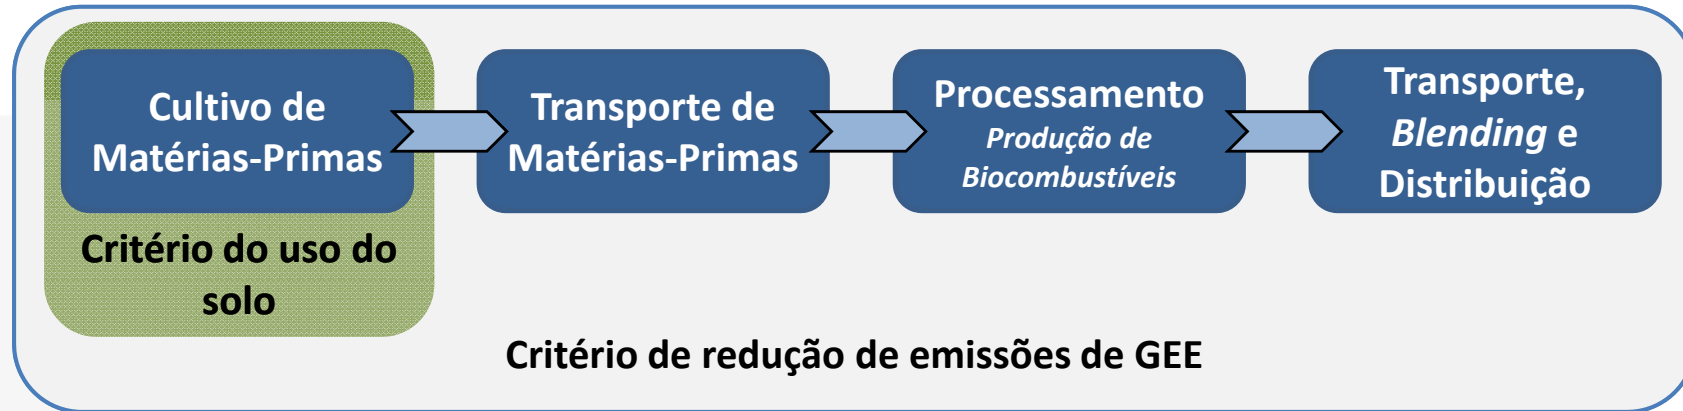 Cultivo de
Matérias-Primas
Transporte de
Matérias-Primas
Processamento
Produção de
Biocombustíveis
Transporte,
Blending e
Distribuição
Critério do uso do
solo
Critério de redução de emissões de GEE